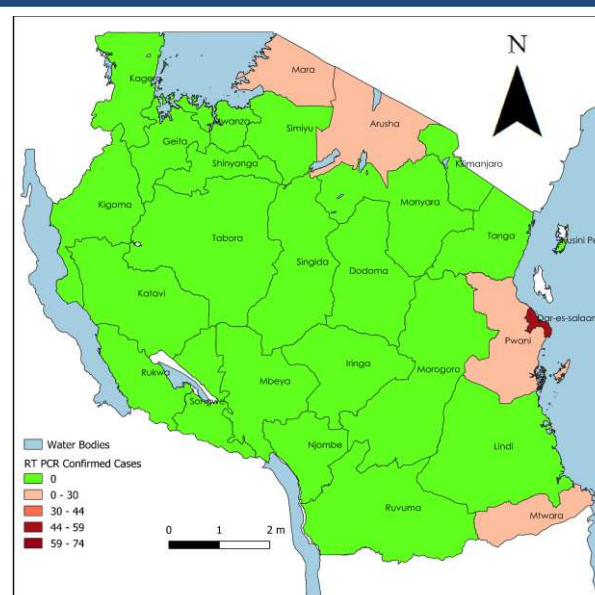 N
Mara
Kagera
Arusha
Mwanza
Simiyu
Geita
Kilimanjaro
Shinyanga
Kigoma
Manyara
Tabora
Tanga
Singida
Dodoma
Katavi
Dar-es-salaam
Pwani
Rukwa
Iringa
Morogoro
Mbeya
Songwe
Njombe
Lindi
Ruvuma
Mtwara
Water Bodies
RT PCR Confirmed Cases
0
0 - 30
30 - 44
44 - 59
59 - 74
0 1 2 m